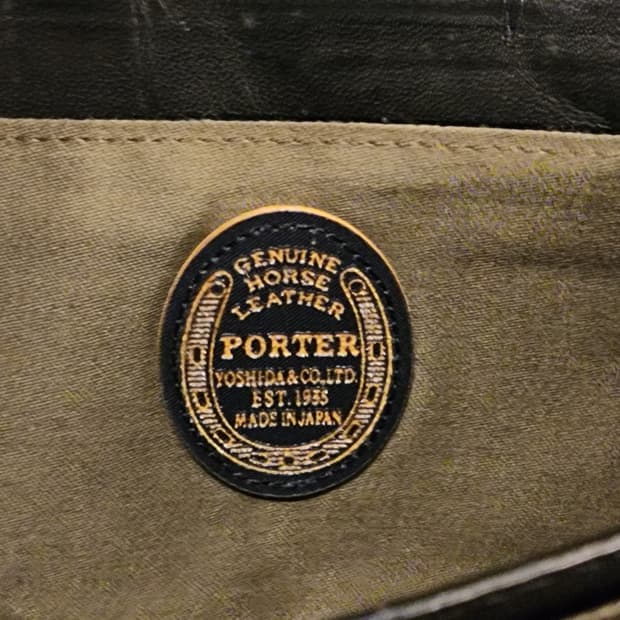 GENUINE
HORSE
LEATHER
PORTER
YOSHIDA & CO., LTD.
EST. 1935
MADE IN JAPAN